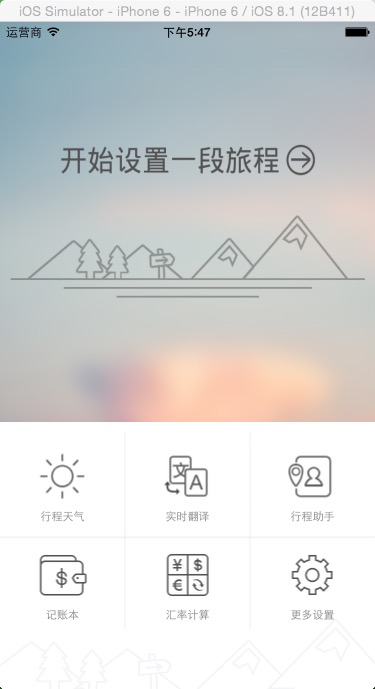 iOS Simulator - iPhone 6 - iPhone 6 / iOS 8.1 (12B411)
运营商 下午5:47
开始设置一段旅程
文 A
行程天气 实时翻译 行程助手
$ ¥ $ €
记账本 汇率计算 更多设置